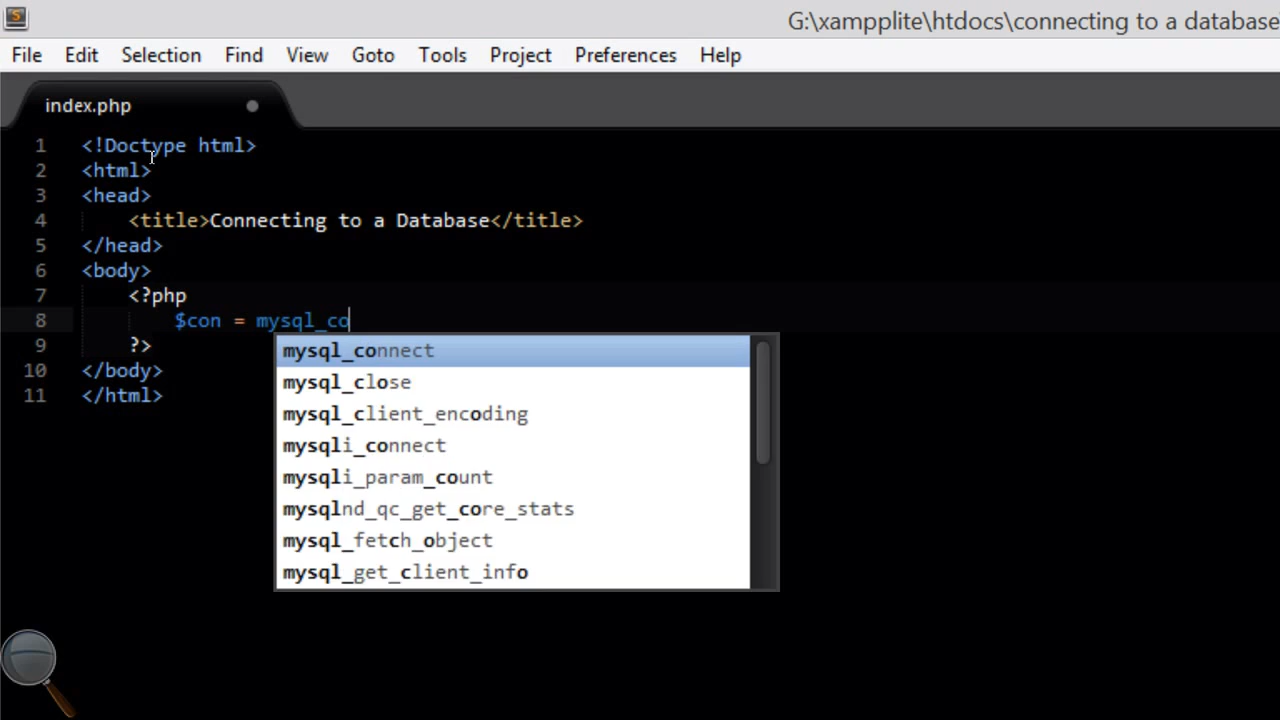 G:\xampplite\htdocs\connecting to a database
File Edit Selection Find View Goto Tools Project Preferences Help
index.php
1 <!Doctype html>
2 <html>
3 <head>
4 <title>Connecting to a Database</title>
5 </head>
6 <body>
7 <?php
8 $con = mysql_co
9 ?>
10 </body>
11 </html>
mysql_connect
mysql_close
mysql_client_encoding
mysqli_connect
mysqli_param_count
mysqlnd_qc_get_core_stats
mysql_fetch_object
mysql_get_client_info